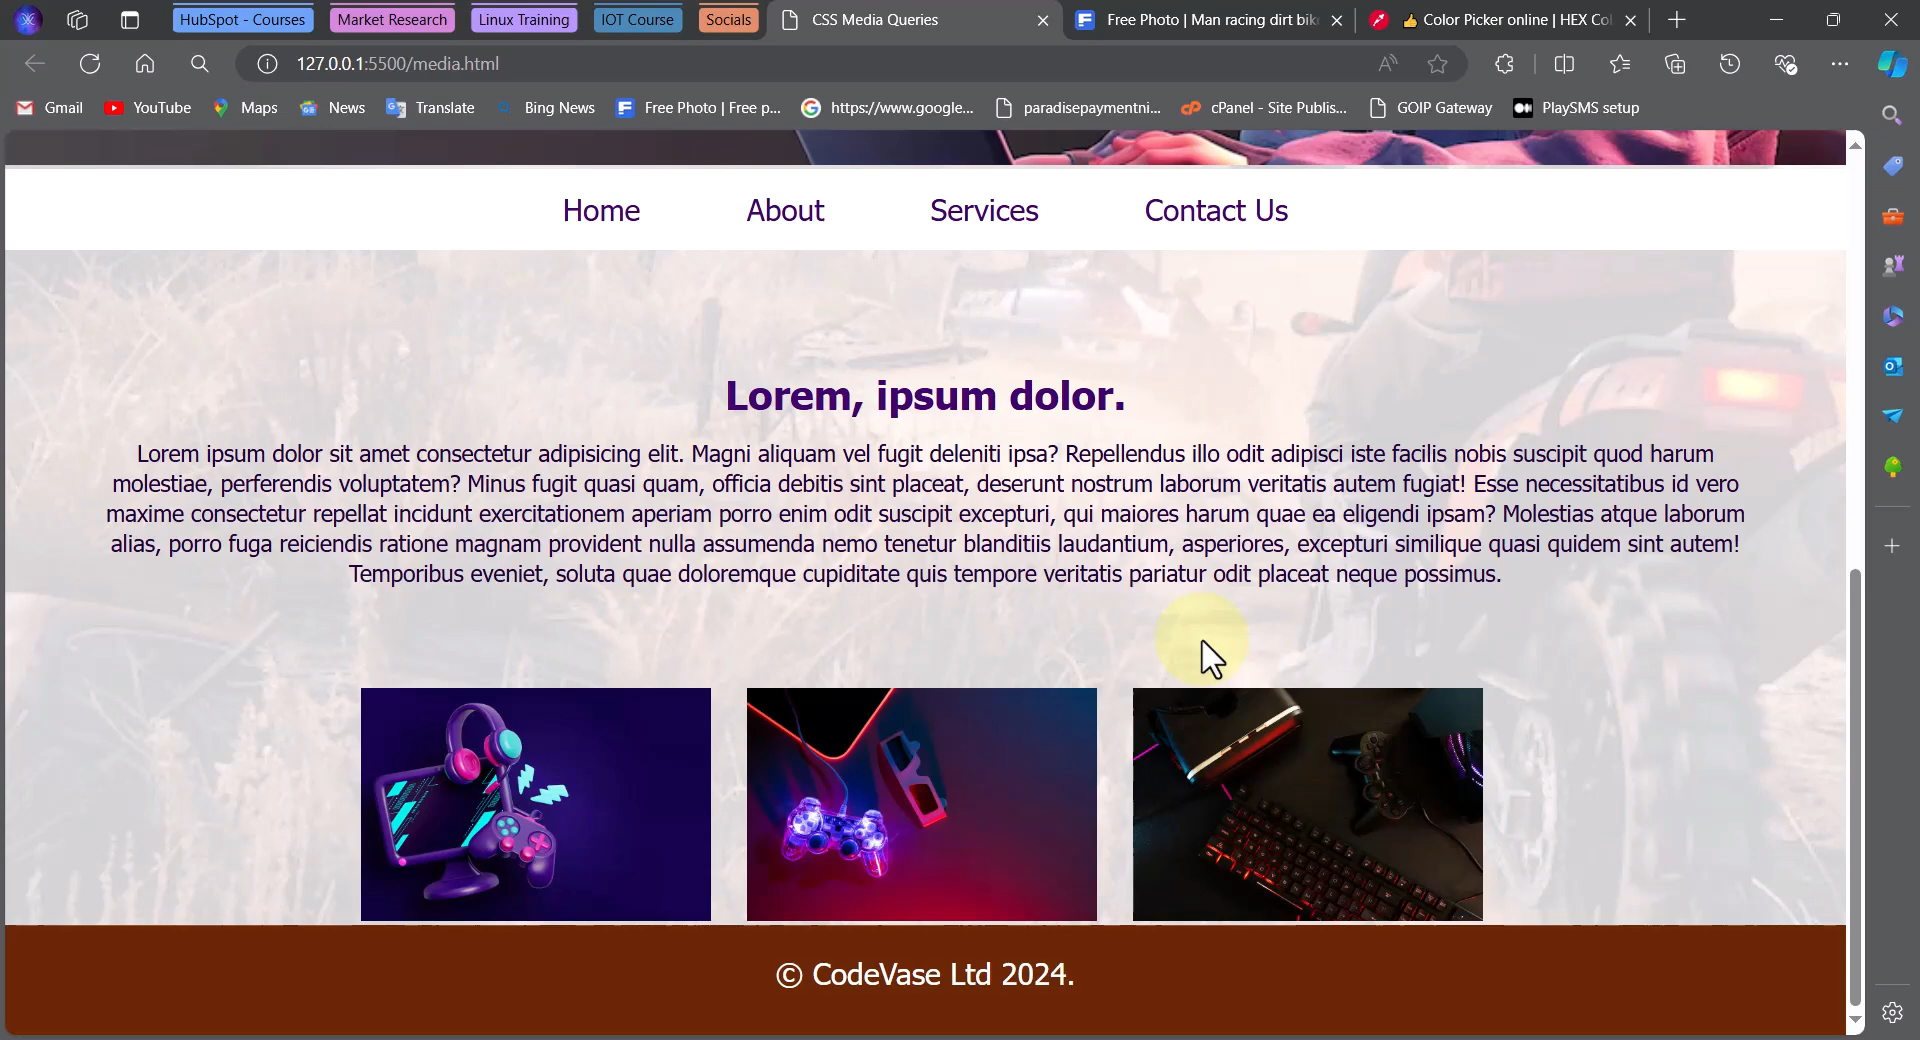 HubSpot - Courses
Market Research
Linux Training
IOT Course
Socials
CSS Media Queries
Free Photo | Man racing dirt bik
👍 Color Picker online | HEX Col
127.0.0.1:5500/media.html
Gmail
YouTube
Maps
News
Translate
Bing News
Free Photo | Free p...
https://www.google...
paradisepaymentni...
cPanel - Site Publis...
GOIP Gateway
PlaySMS setup
Home
About
Services
Contact Us
Lorem, ipsum dolor.
Lorem ipsum dolor sit amet consectetur adipisicing elit. Magni aliquam vel fugit deleniti ipsa? Repellendus illo odit adipisci iste facilis nobis suscipit quod harum
molestiae, perferendis voluptatem? Minus fugit quasi quam, officia debitis sint placeat, deserunt nostrum laborum veritatis autem fugiat! Esse necessitatibus id vero
maxime consectetur repellat incidunt exercitationem aperiam porro enim odit suscipit excepturi, qui maiores harum quae ea eligendi ipsam? Molestias atque laborum
alias, porro fuga reiciendis ratione magnam provident nulla assumenda nemo tenetur blanditiis laudantium, asperiores, excepturi similique quasi quidem sint autem!
Temporibus eveniet, soluta quae doloremque cupiditate quis tempore veritatis pariatur odit placeat neque possimus.
© CodeVase Ltd 2024.